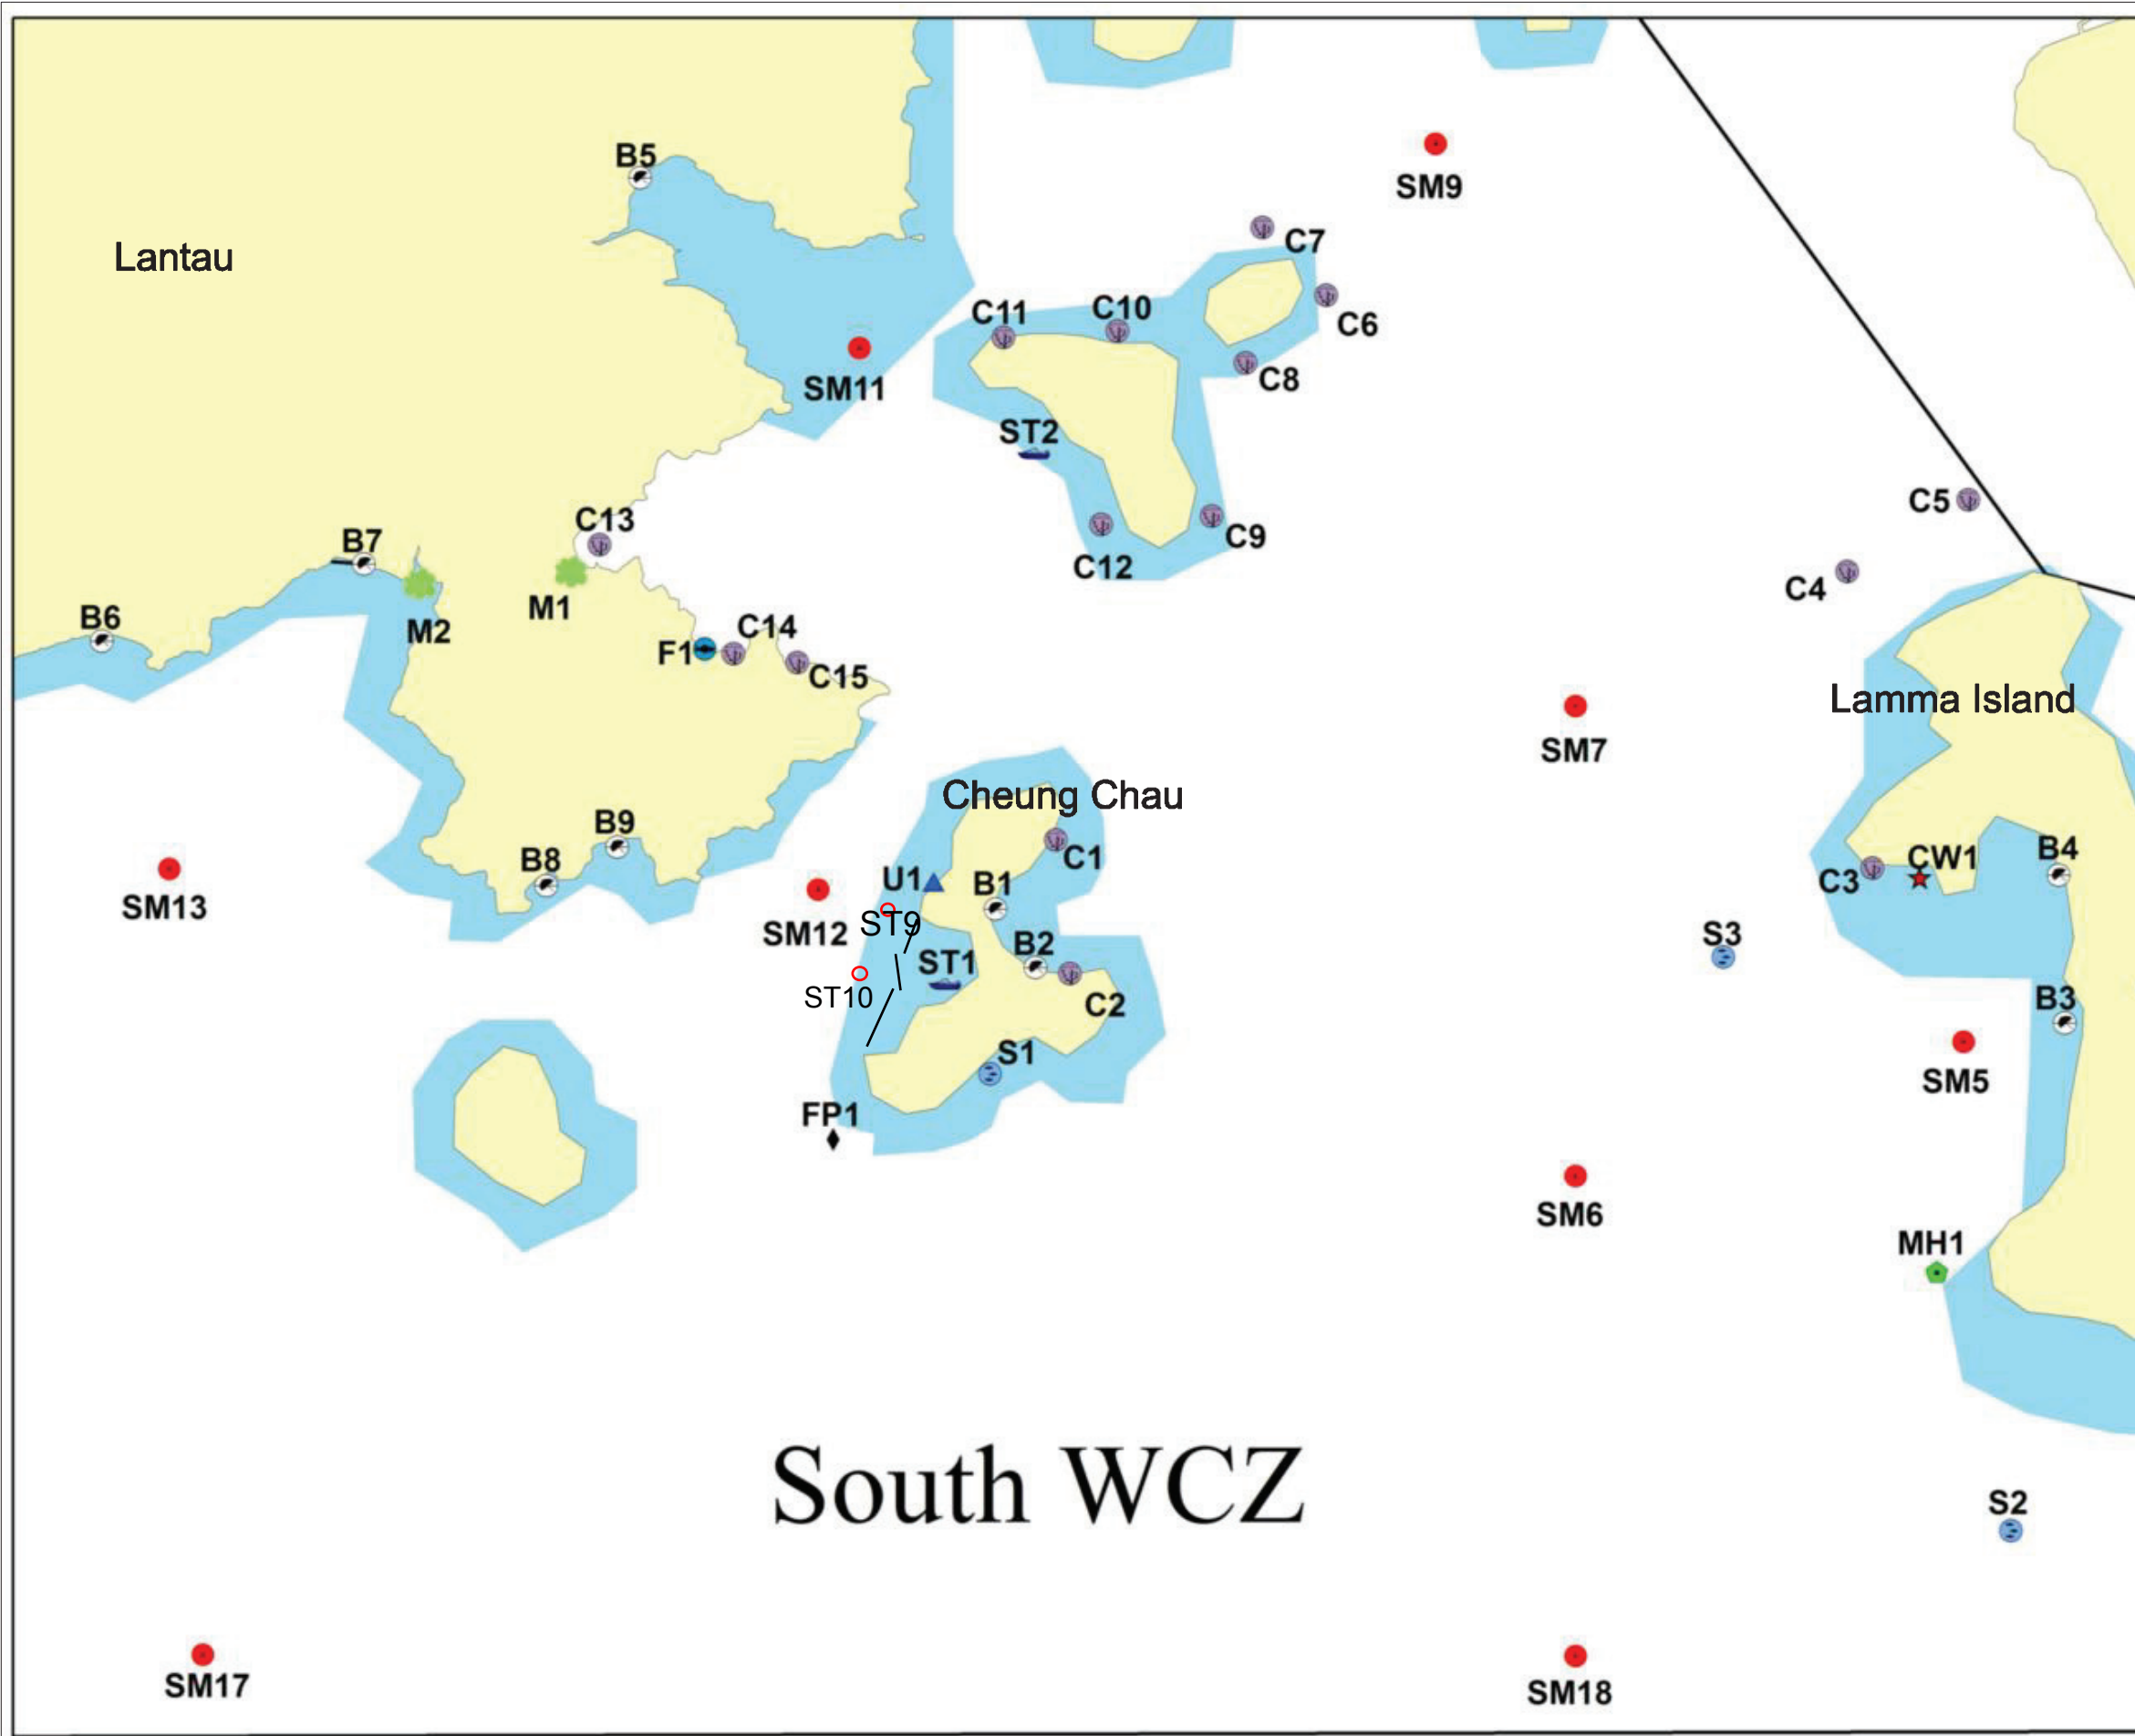 B5
SM9
Lantau
C7
C11
C10
C6
SM11
C8
ST2
C5
C13
B7
C9
C12
C4
B6
M1
M2
C14
F1
C15
Lamma Island
SM7
Cheung Chau
B9
B8
C1
B4
CW1
U1
B1
C3
SM13
ST9
SM12
S3
B2
ST1
ST10
C2
B3
S1
SM5
FP1
SM6
MH1
South WCZ
S2
SM17
SM18